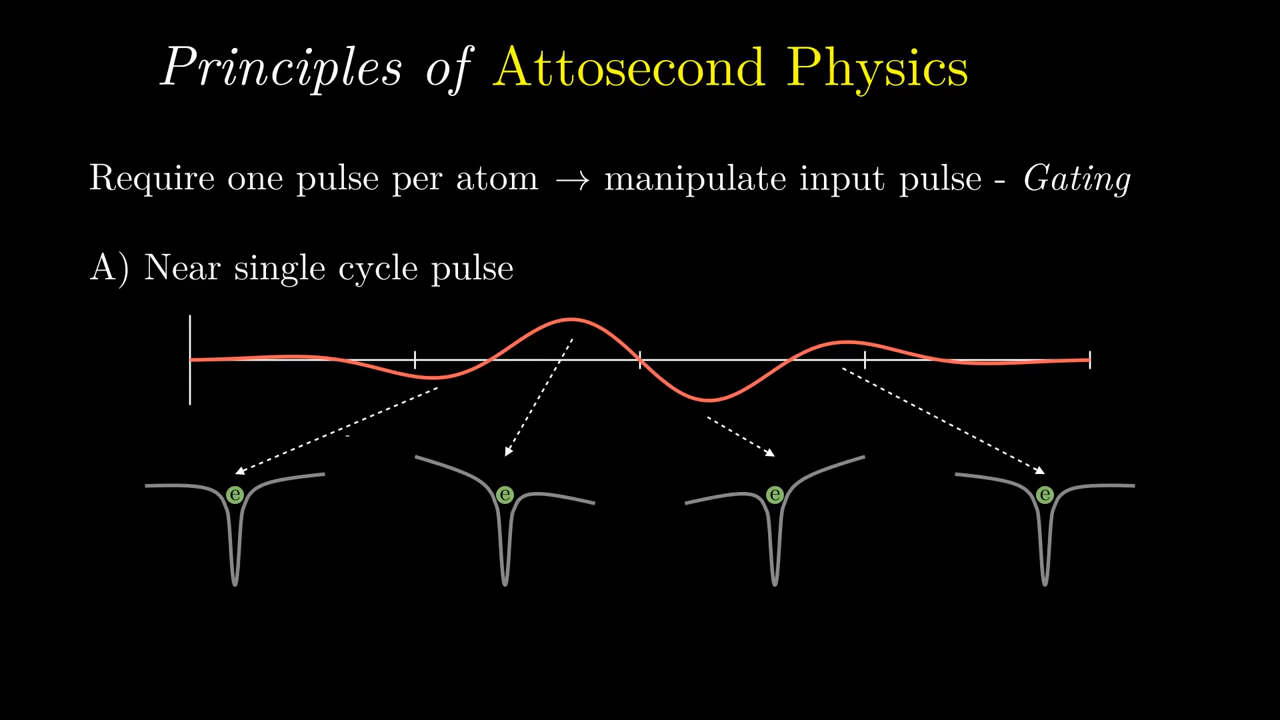 Principles of Attosecond Physics
Require one pulse per atom → manipulate input pulse - Gating
A) Near single cycle pulse
e e e e